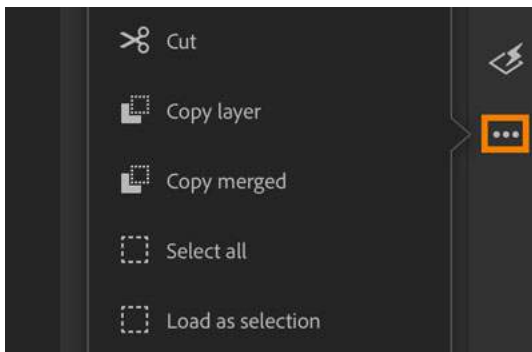 Cut
Copy layer
Copy merged
Select all
Load as selection